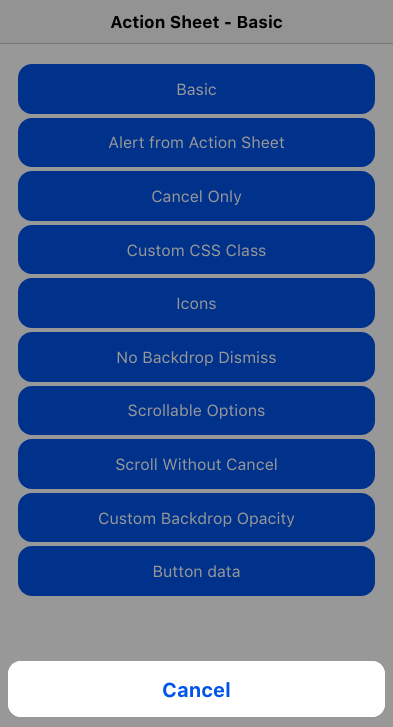 Action Sheet - Basic
Basic
Alert from Action Sheet
Cancel Only
Custom CSS Class
Icons
No Backdrop Dismiss
Scrollable Options
Scroll Without Cancel
Custom Backdrop Opacity
Button data
Cancel